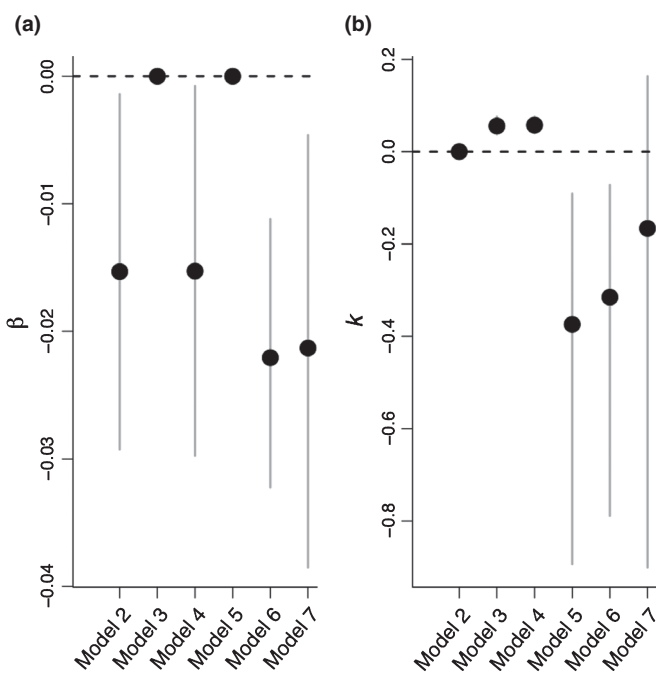 (a)
β
0.00
−0.01
−0.02
−0.03
−0.04
Model 2
Model 3
Model 4
Model 5
Model 6
Model 7
(b)
k
0.2
0.0
−0.2
−0.4
−0.6
−0.8
Model 2
Model 3
Model 4
Model 5
Model 6
Model 7